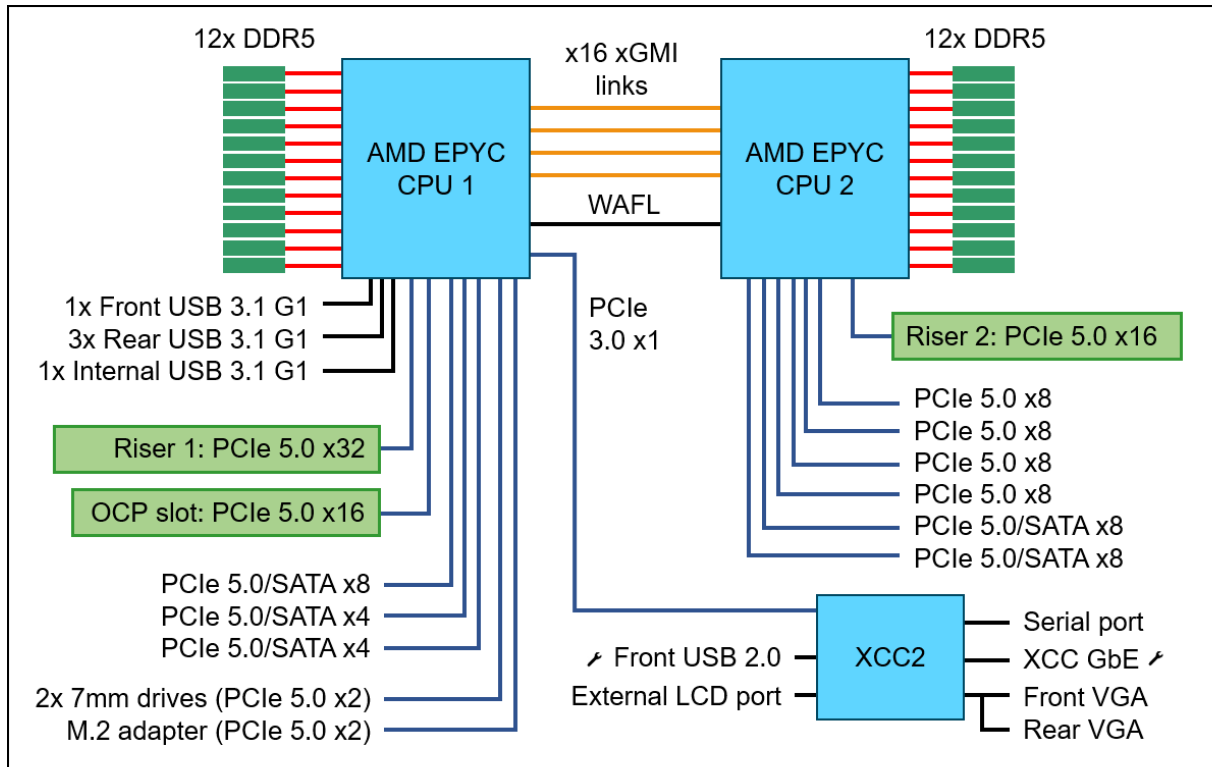 12x DDR5
x16 xGMI
links
12x DDR5
AMD EPYC
CPU 1
AMD EPYC
CPU 2
WAFL
1x Front USB 3.1 G1
3x Rear USB 3.1 G1
1x Internal USB 3.1 G1
PCIe
3.0 x1
Riser 2: PCIe 5.0 x16
Riser 1: PCIe 5.0 x32
OCP slot: PCIe 5.0 x16
PCIe 5.0 x8
PCIe 5.0 x8
PCIe 5.0 x8
PCIe 5.0 x8
PCIe 5.0/SATA x8
PCIe 5.0/SATA x8
PCIe 5.0/SATA x8
PCIe 5.0/SATA x4
PCIe 5.0/SATA x4
2x 7mm drives (PCIe 5.0 x2)
M.2 adapter (PCIe 5.0 x2)
Front USB 2.0
External LCD port
XCC2
Serial port
XCC GbE
Front VGA
Rear VGA